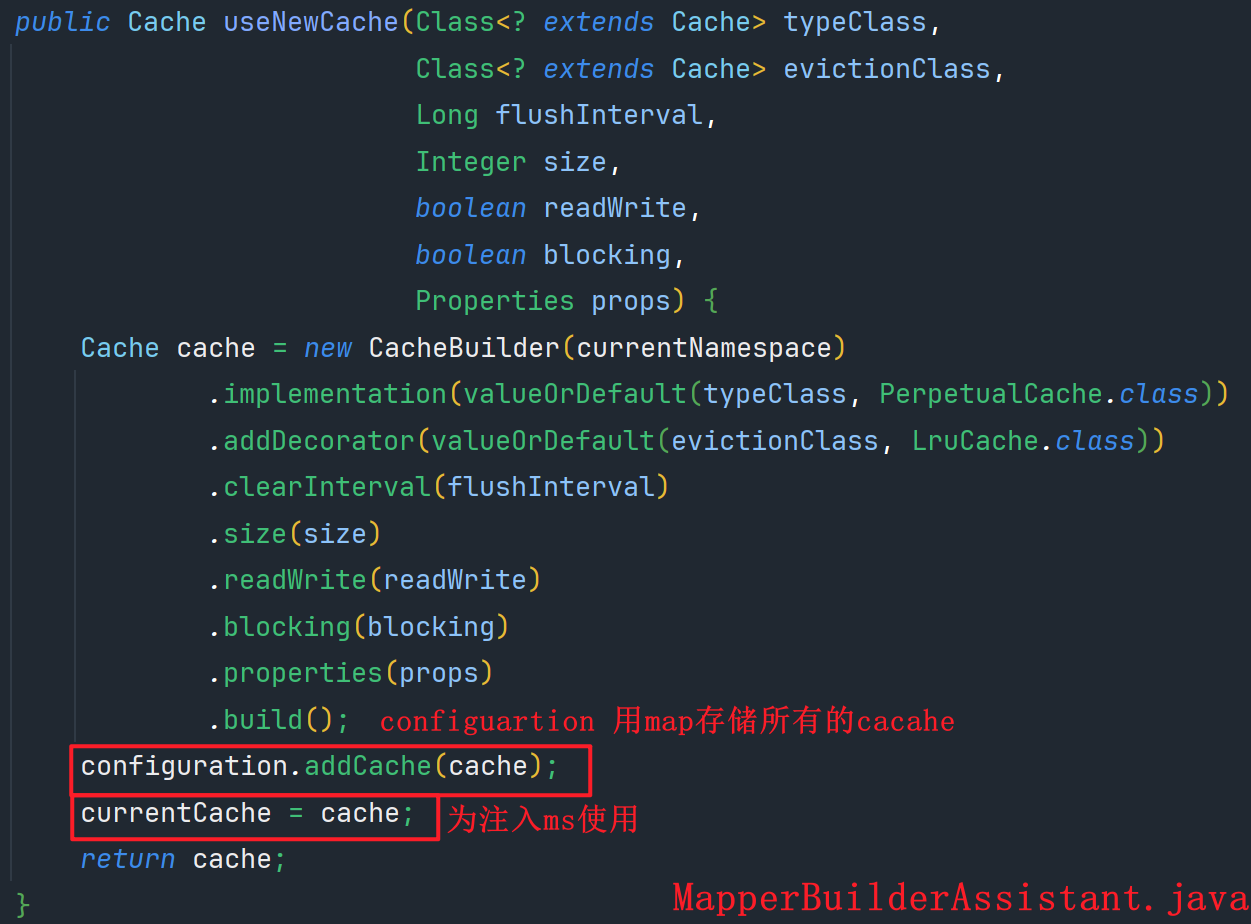 public Cache useNewCache(Class<? extends Cache> typeClass,
Class<? extends Cache> evictionClass,
Long flushInterval,
Integer size,
boolean readWrite,
boolean blocking,
Properties props) {
Cache cache = new CacheBuilder(currentNamespace)
.implementation(valueOrDefault(typeClass, PerpetualCache.class))
.addDecorator(valueOrDefault(evictionClass, LruCache.class))
.clearInterval(flushInterval)
.size(size)
.readWrite(readWrite)
.blocking(blocking)
.properties(props)
.build(); configuartion 用map存储所有的cacahe
configuration.addCache(cache);
currentCache = cache; 为注入ms使用
return cache;
MapperBuilderAssistant.java
}